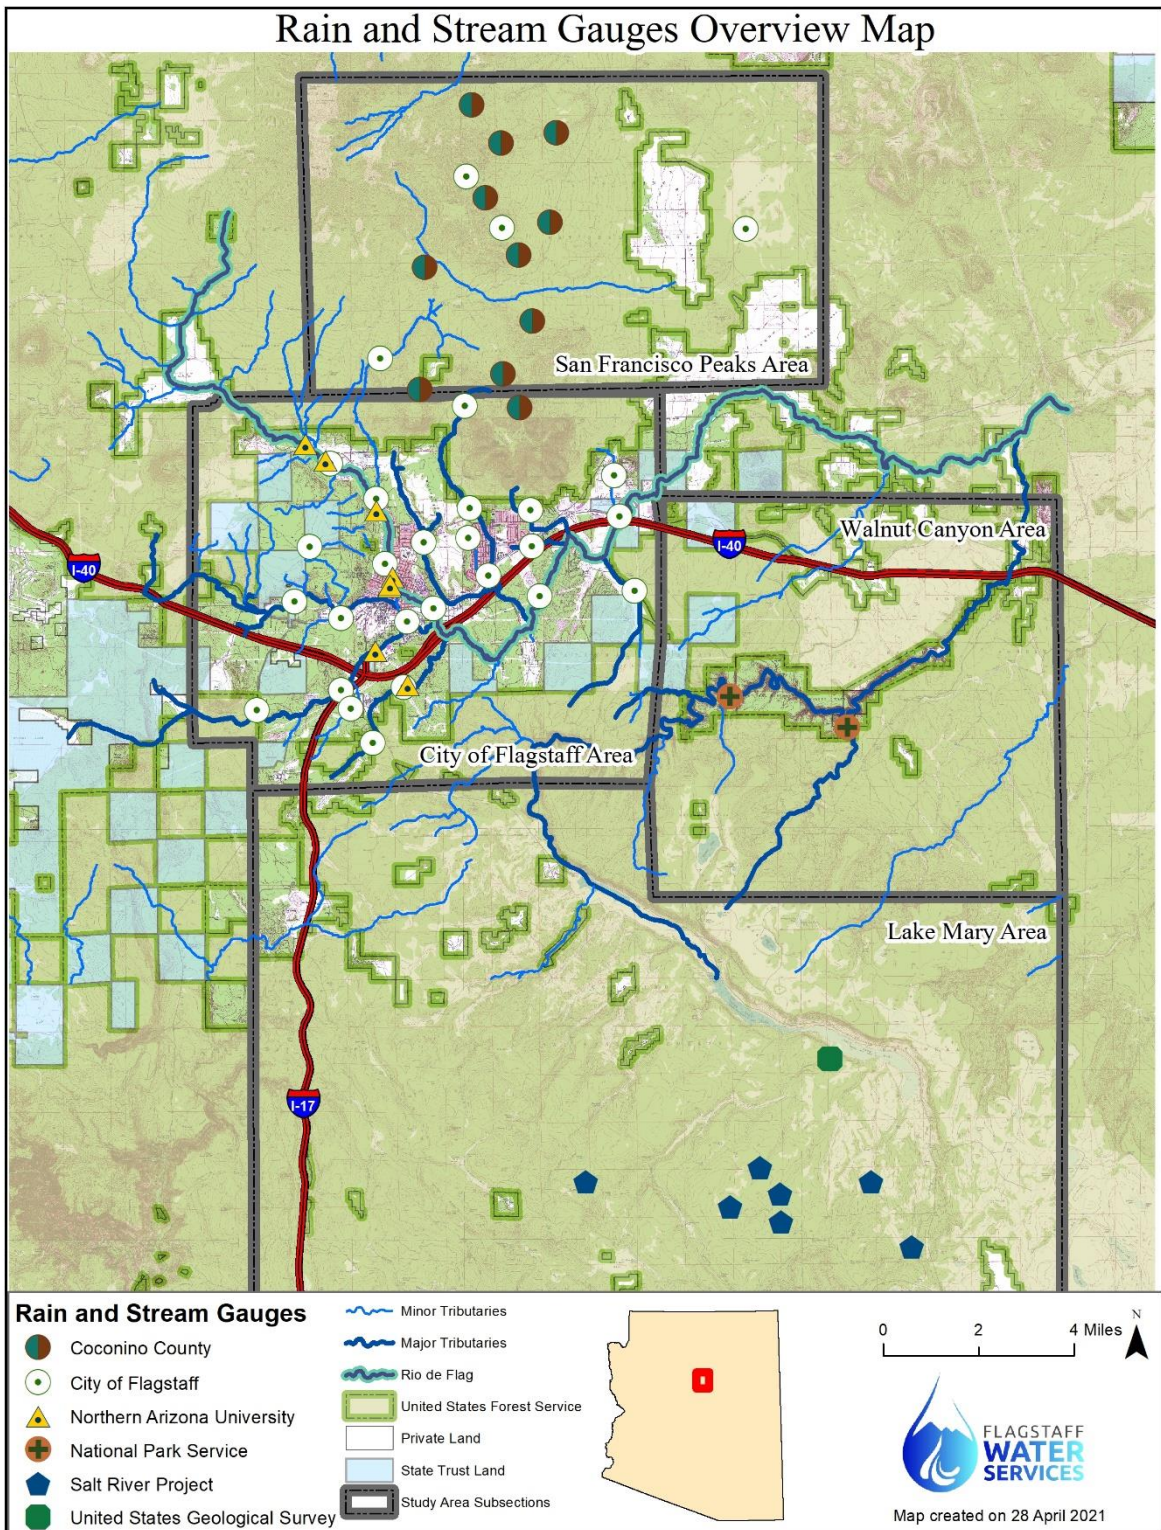 Rain and Stream Gauges Overview Map
San Francisco Peaks Area
I-40
I-40
Walnut Canyon Area
City of Flagstaff Area
Lake Mary Area
I-17
Rain and Stream Gauges
Coconino County
City of Flagstaff
Northern Arizona University
National Park Service
Salt River Project
United States Geological Survey
Minor Tributaries
Major Tributaries
Rio de Flag
United States Forest Service
Private Land
State Trust Land
Study Area Subsections
0 2 4 Miles
N
FLAGSTAFF
WATER
SERVICES
Map created on 28 April 2021